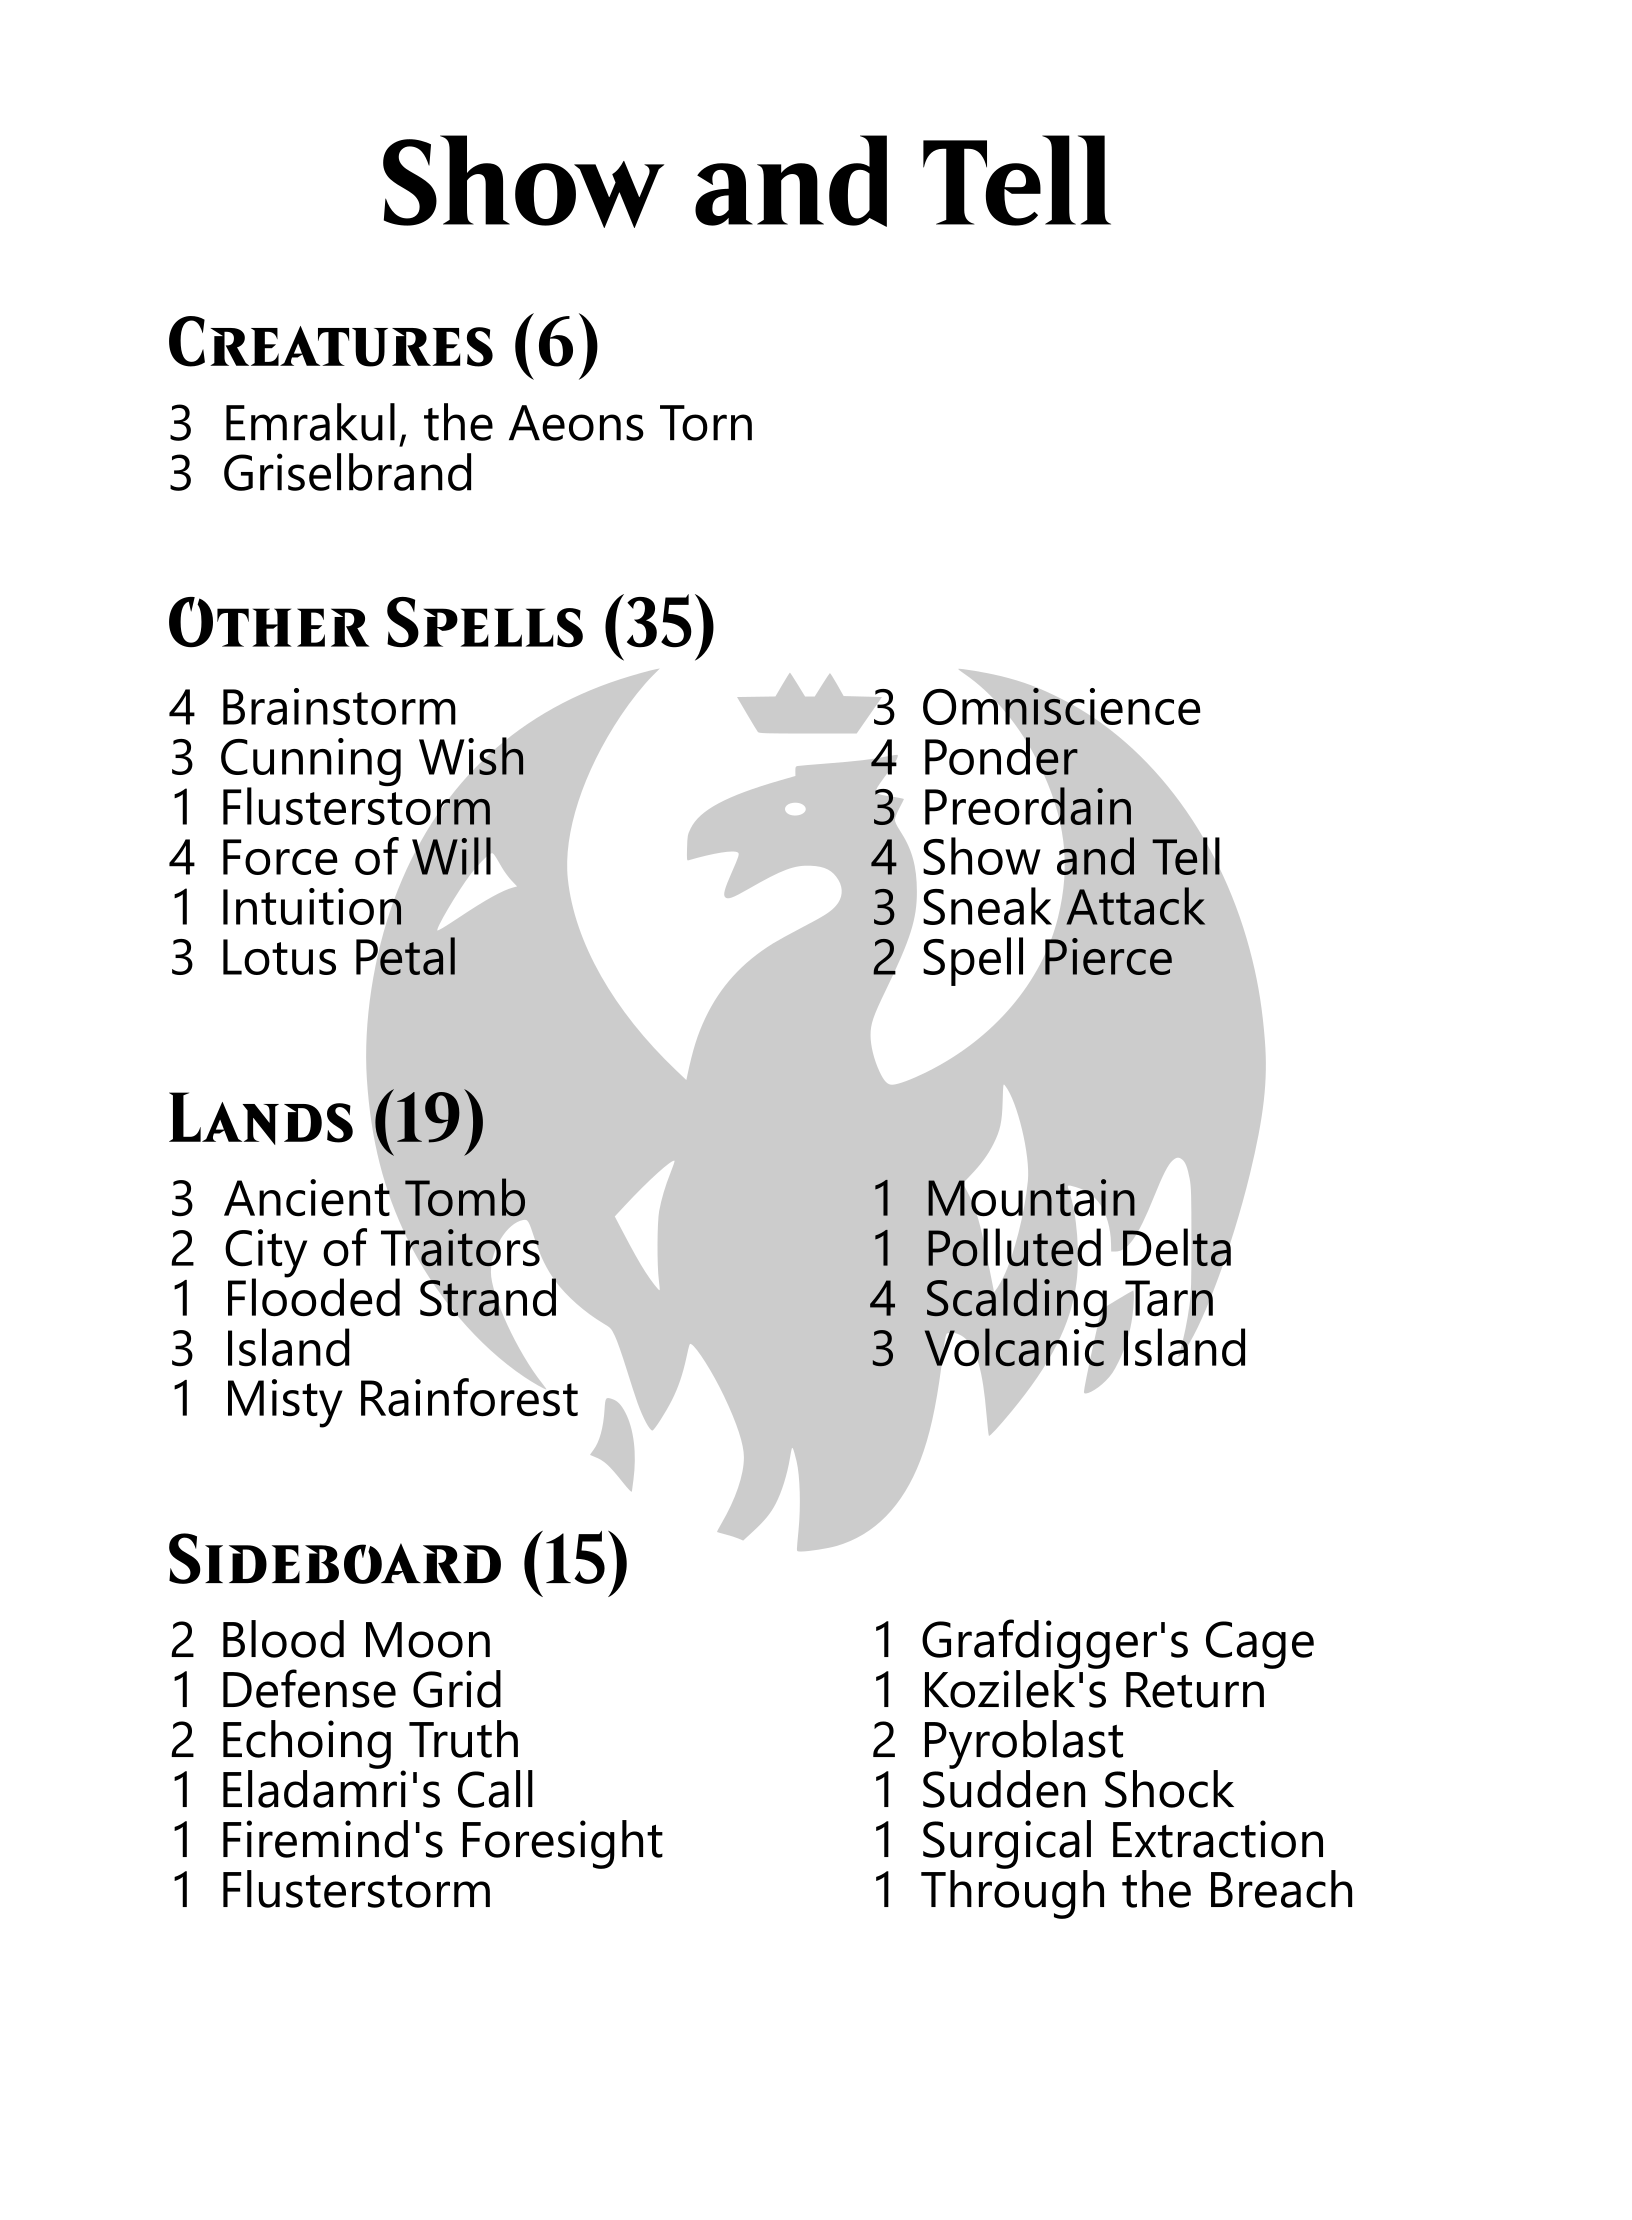 Show and Tell
Creatures (6)
3 Emrakul, the Aeons Torn
3 Griselbrand
Other Spells (35)
4 Brainstorm
3 Cunning Wish
1 Flusterstorm
4 Force of Will
1 Intuition
3 Lotus Petal
3 Omniscience
4 Ponder
3 Preordain
4 Show and Tell
3 Sneak Attack
2 Spell Pierce
Lands (19)
3 Ancient Tomb
2 City of Traitors
1 Flooded Strand
3 Island
1 Misty Rainforest
1 Mountain
1 Polluted Delta
4 Scalding Tarn
3 Volcanic Island
Sideboard (15)
2 Blood Moon
1 Defense Grid
2 Echoing Truth
1 Eladamri's Call
1 Firemind's Foresight
1 Flusterstorm
1 Grafdigger's Cage
1 Kozilek's Return
2 Pyroblast
1 Sudden Shock
1 Surgical Extraction
1 Through the Breach